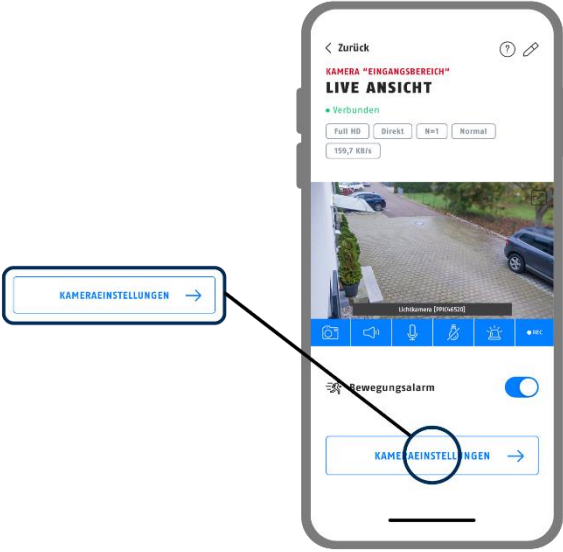 Zurück
?
KAMERA "EINGANGSBEREICH"
LIVE ANSICHT
Verbunden
Full HD Direkt N=1 Normal
159,7 KB/s
Lichtkamera [PPIC46520]
REC
KAMERAEINSTELLUNGEN
Bewegungsalarm
KAMERAEINSTELLUNGEN